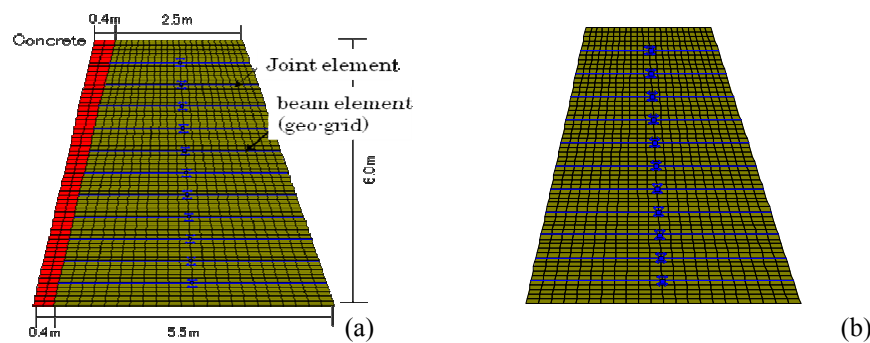 0.4m 2.5m
Concrete
Joint element
beam element
(geo-grid)
6.0m
0.4m 5.5m
(a)
(b)